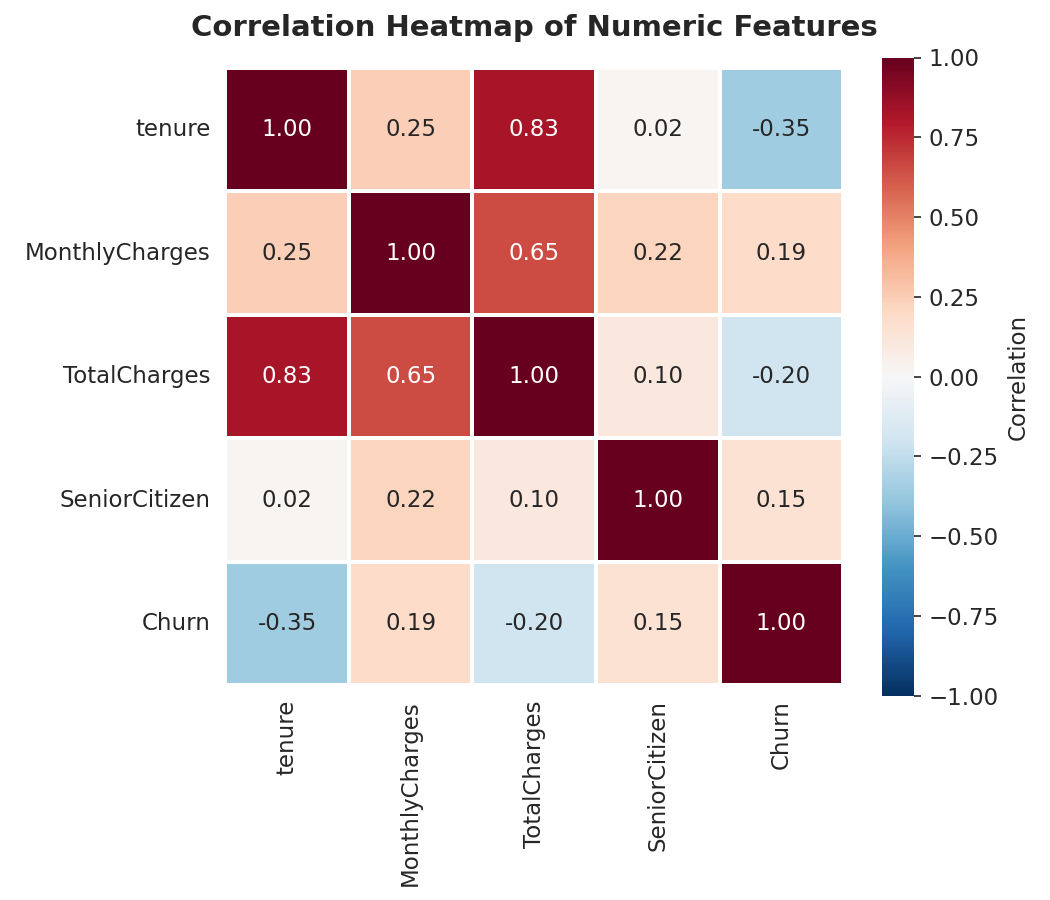 Correlation Heatmap of Numeric Features
tenure 1.00 0.25 0.83 0.02 -0.35
MonthlyCharges 0.25 1.00 0.65 0.22 0.19
TotalCharges 0.83 0.65 1.00 0.10 -0.20
SeniorCitizen 0.02 0.22 0.10 1.00 0.15
Churn -0.35 0.19 -0.20 0.15 1.00
tenure
MonthlyCharges
TotalCharges
SeniorCitizen
Churn
1.00
0.75
0.50
0.25
0.00
−0.25
−0.50
−0.75
−1.00
Correlation